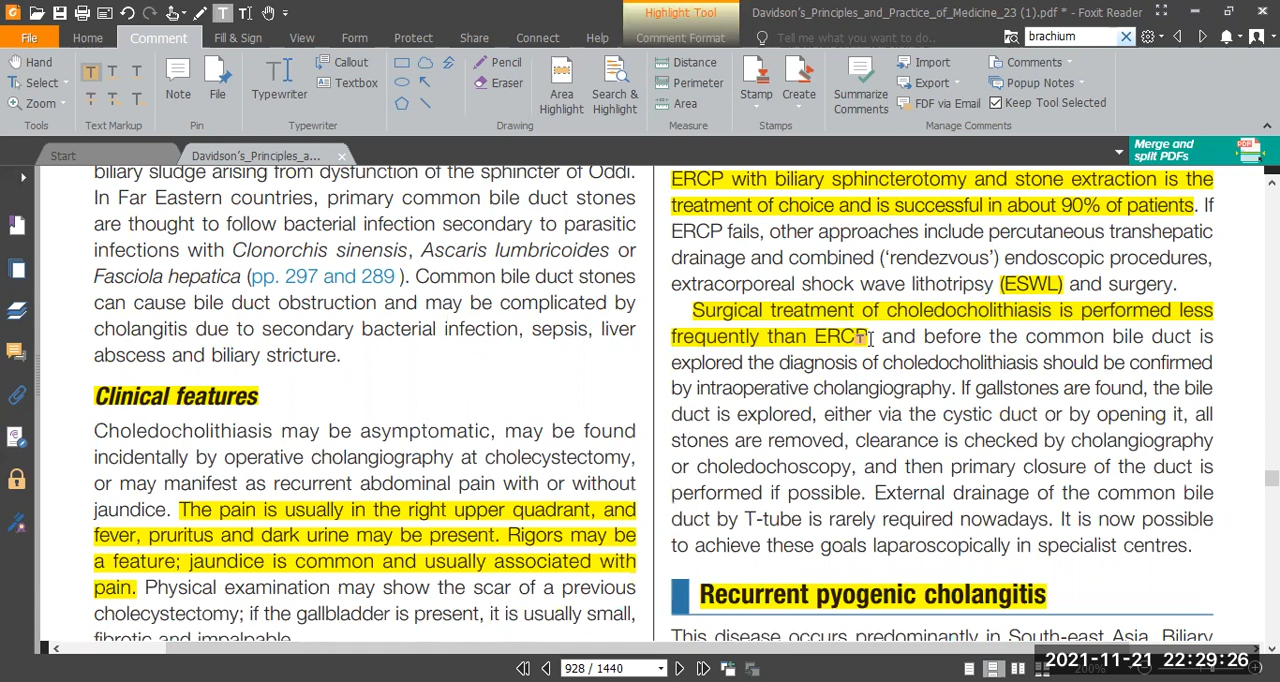 Highlight Tool
Davidson's_Principles_and_Practice_of_Medicine_23 (1).pdf * - Foxit Reader
File Home Comment Fill & Sign View Form Protect Share Connect Help Comment Format Tell me what you want to do.. brachium
Hand
Select
Zoom
Tools
Text Markup
Note
File
Pin
Typewriter
Callout
Textbox
Typewriter
Pencil
Eraser
Drawing
Area Highlight
Search & Highlight
Distance
Perimeter
Area
Measure
Stamp
Create
Stamps
Summarize Comments
Import
Export
FDF via Email
Comments
Popup Notes
Keep Tool Selected
Manage Comments
Start
Davidson's_Principles_a...
Merge and
split PDFs
biliary sludge arising from dysfunction of the sphincter of Oddi.
In Far Eastern countries, primary common bile duct stones
are thought to follow bacterial infection secondary to parasitic
infections with Clonorchis sinensis, Ascaris lumbricoides or
Fasciola hepatica (pp. 297 and 289 ). Common bile duct stones
can cause bile duct obstruction and may be complicated by
cholangitis due to secondary bacterial infection, sepsis, liver
abscess and biliary stricture.
Clinical features
Choledocholithiasis may be asymptomatic, may be found
incidentally by operative cholangiography at cholecystectomy,
or may manifest as recurrent abdominal pain with or without
jaundice. The pain is usually in the right upper quadrant, and
fever, pruritus and dark urine may be present. Rigors may be
a feature; jaundice is common and usually associated with
pain. Physical examination may show the scar of a previous
cholecystectomy; if the gallbladder is present, it is usually small,
fibrotic and impalpable.
ERCP with biliary sphincterotomy and stone extraction is the
treatment of choice and is successful in about 90% of patients. If
ERCP fails, other approaches include percutaneous transhepatic
drainage and combined ('rendezvous') endoscopic procedures,
extracorporeal shock wave lithotripsy (ESWL) and surgery.
Surgical treatment of choledocholithiasis is performed less
frequently than ERCP and before the common bile duct is
explored the diagnosis of choledocholithiasis should be confirmed
by intraoperative cholangiography. If gallstones are found, the bile
duct is explored, either via the cystic duct or by opening it, all
stones are removed, clearance is checked by cholangiography
or choledochoscopy, and then primary closure of the duct is
performed if possible. External drainage of the common bile
duct by T-tube is rarely required nowadays. It is now possible
to achieve these goals laparoscopically in specialist centres.
Recurrent pyogenic cholangitis
This disease occurs predominantly in South-east Asia. Biliary
928 / 1440
2021-11-21 22:29:26
200%